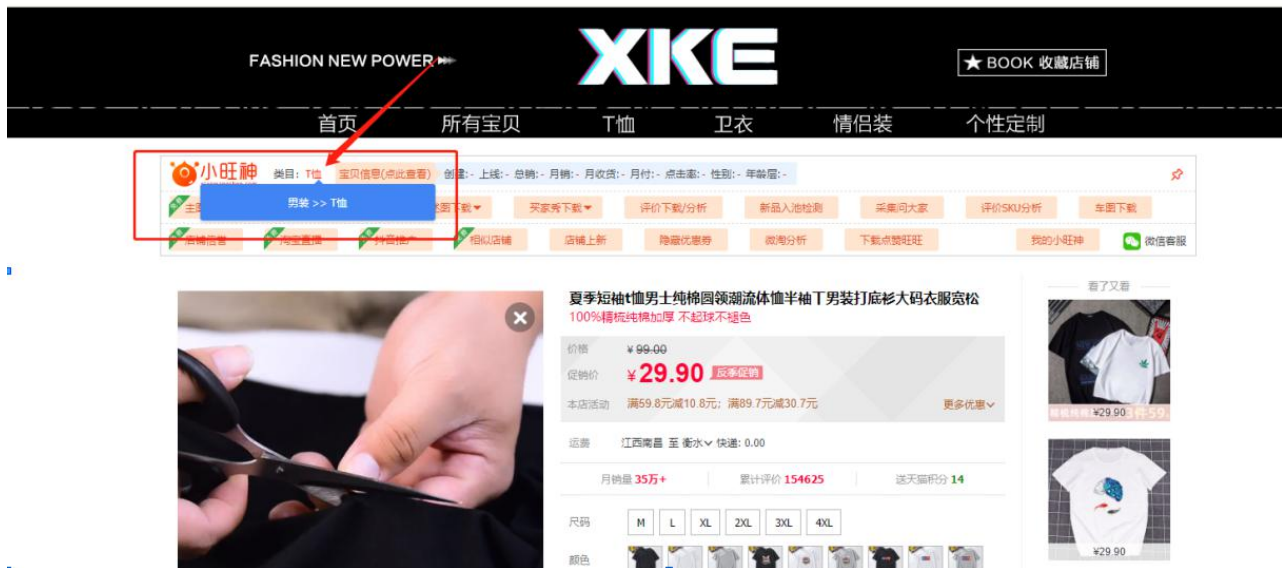 FASHION NEW POWER
XKE
★ BOOK 收藏店铺
首页 所有宝贝 T恤 卫衣 情侣装 个性定制
小旺神 类目：T恤 宝贝信息(点此查看) 创建:- 上线:- 总销:- 月销:- 月收货:- 月付:- 点击率:- 性别:- 年龄层:-
男装 >> T恤
买家秀下载 评价下载/分析 新品入池检测 采集问大家 评价SKU分析 车图下载
店铺信誉 淘宝直播 抖音推广 相似店铺 店铺上新 隐藏优惠券 微淘分析 下载点赞旺旺 我的小旺神 微信客服
夏季短袖t恤男士纯棉圆领潮流体恤半袖丅男装打底衫大码衣服宽松
100%精梳纯棉加厚 不起球不褪色
看了又看
价格 ¥ 99.00
促销价 ¥ 29.90 反季促销
本店活动 满59.8元减10.8元; 满89.7元减30.7元 更多优惠
¥29.90
运费 江西南昌 至 衡水 快递: 0.00
月销量 35万+ 累计评价 154625 送天猫积分 14
尺码 M L XL 2XL 3XL 4XL
颜色
¥29.90